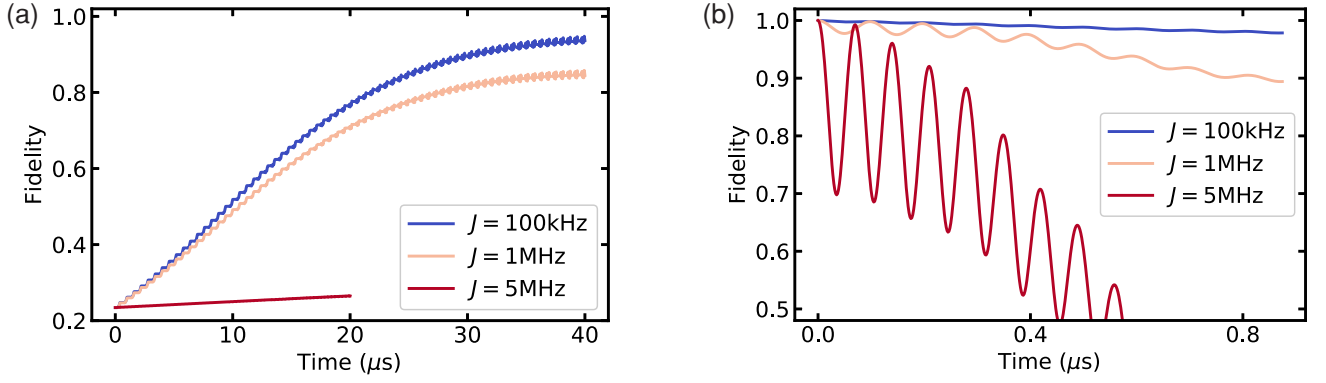 (a)
1.0
0.8
0.6
0.4
0.2
Fidelity
J = 100kHz
J = 1MHz
J = 5MHz
0
10
20
30
40
Time (μs)
(b)
1.0
0.9
0.8
0.7
0.6
0.5
Fidelity
J = 100kHz
J = 1MHz
J = 5MHz
0.0
0.4
0.8
Time (μs)